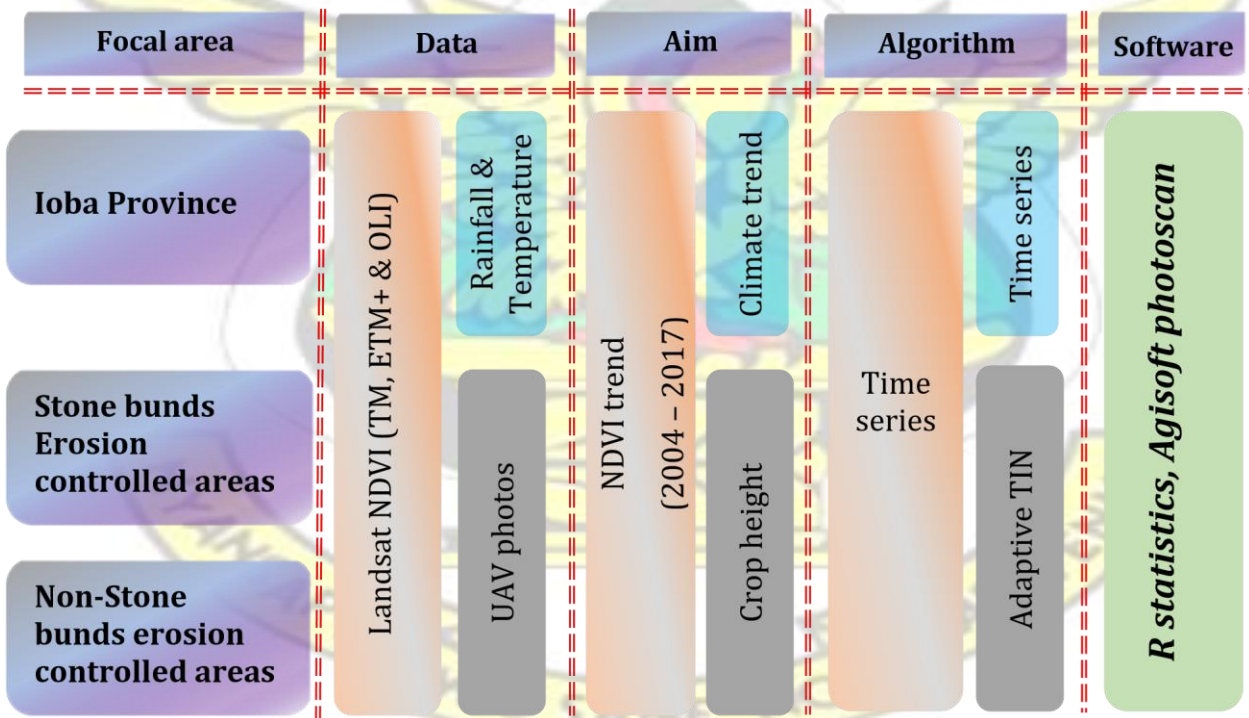 Focal area
Data
Aim
Algorithm
Software
Ioba Province
Landsat NDVI (TM, ETM+ & OLI)
Rainfall &
Temperature
NDVI trend
(2004 – 2017)
Climate trend
Time
series
Time series
R statistics, Agisoft photoscan
Stone bunds
Erosion
controlled areas
UAV photos
Crop height
Adaptive TIN
Non-Stone
bunds erosion
controlled areas